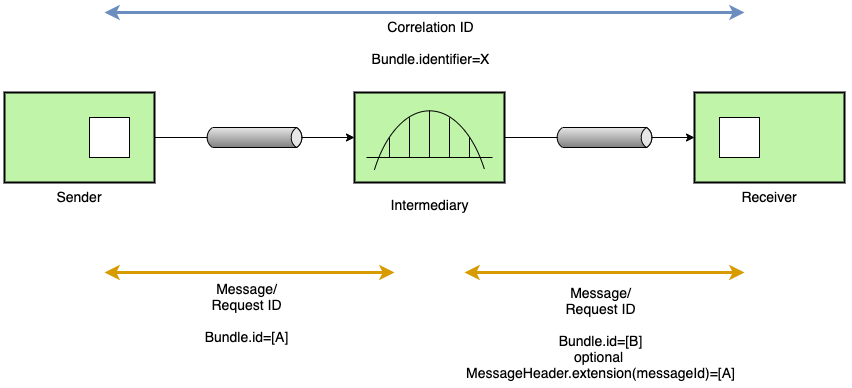 Correlation ID
Bundle.identifier=X
Sender
Intermediary
Receiver
Message/
Request ID
Bundle.id=[A]
Message/
Request ID
Bundle.id=[B]
optional
MessageHeader.extension(messageId)=[A]